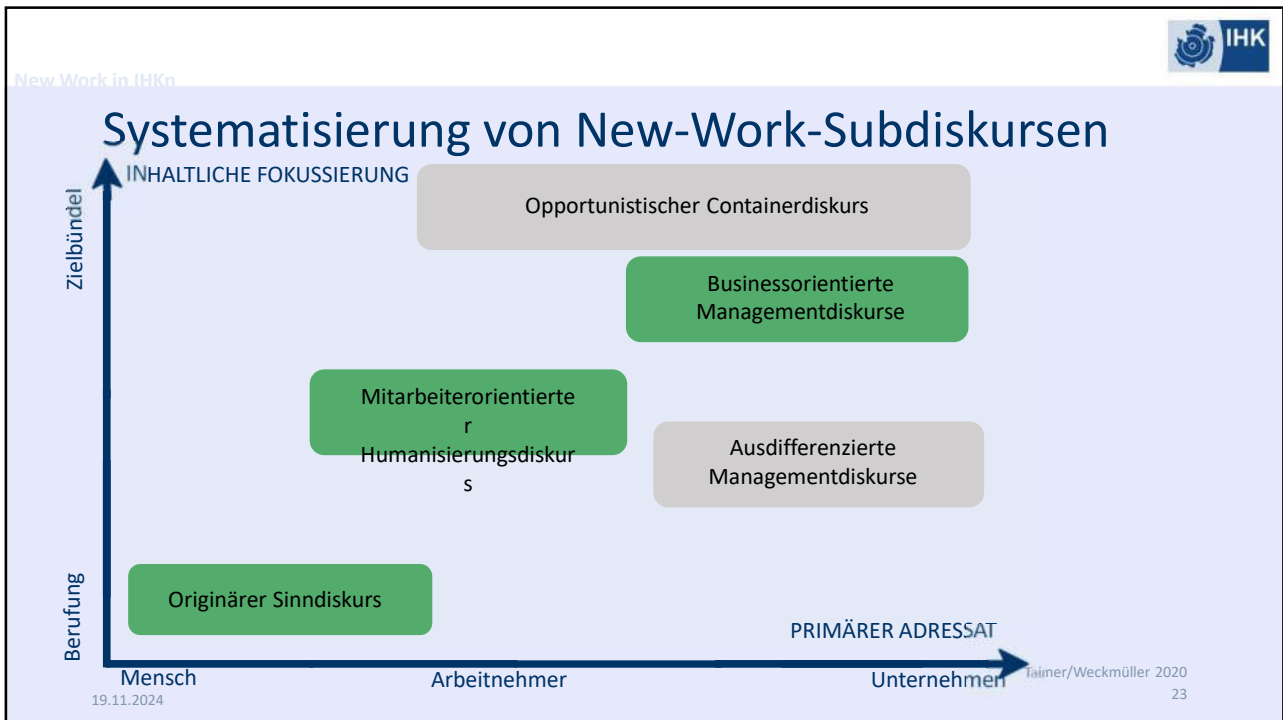 IHK
New Work in IHKn
Systematisierung von New-Work-Subdiskursen
INHALTLICHE FOKUSSIERUNG
Zielbündel
Opportunistischer Containerdiskurs
Businessorientierte
Managementdiskurse
Mitarbeiterorientierte
r
Humanisierungsdiskur
s
Ausdifferenzierte
Managementdiskurse
Berufung
Originärer Sinndiskurs
PRIMÄRER ADRESSAT
Mensch
Arbeitnehmer
Unternehmen
/Weckmüller 2020
19.11.2024
23